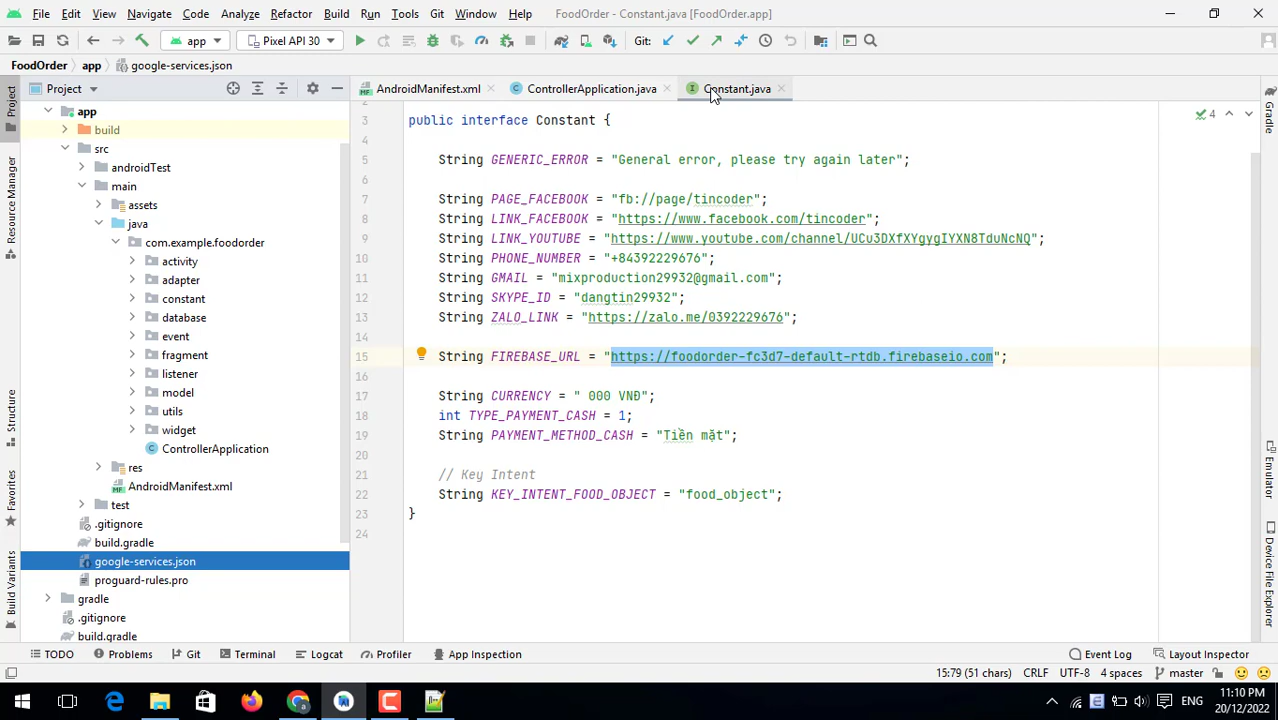 File Edit View Navigate Code Analyze Refactor Build Run Tools Git Window Help FoodOrder - Constant.java [FoodOrder.app]
app Pixel API 30 Git:
FoodOrder app google-services.json
Project AndroidManifest.xml ControllerApplication.java Constant.java
app
build
src
androidTest
main
assets
java
com.example.foodorder
activity
adapter
constant
database
event
fragment
listener
model
utils
widget
ControllerApplication
res
AndroidManifest.xml
test
.gitignore
build.gradle
google-services.json
proguard-rules.pro
gradle
.gitignore
build.gradle
Project
Resource Manager
Structure
Favorites
Build Variants
4
3 public interface Constant {
4
5 String GENERIC_ERROR = "General error, please try again later";
6
7 String PAGE_FACEBOOK = "fb://page/tincoder";
8 String LINK_FACEBOOK = "https://www.facebook.com/tincoder";
9 String LINK_YOUTUBE = "https://www.youtube.com/channel/UCu3DXfXYgygIYXN8TduNcNQ";
10 String PHONE_NUMBER = "+84392229676";
11 String GMAIL = "mixproduction29932@gmail.com";
12 String SKYPE_ID = "dangtin29932";
13 String ZALO_LINK = "https://zalo.me/0392229676";
14
15 String FIREBASE_URL = "https://foodorder-fc3d7-default-rtdb.firebaseio.com";
16
17 String CURRENCY = " 000 VNĐ";
18 int TYPE_PAYMENT_CASH = 1;
19 String PAYMENT_METHOD_CASH = "Tiền mặt";
20
21 // Key Intent
22 String KEY_INTENT_FOOD_OBJECT = "food_object";
23 }
24
Gradle
Emulator
Device File Explorer
TODO Problems Git Terminal Logcat Profiler App Inspection Event Log Layout Inspector
15:79 (51 chars) CRLF UTF-8 4 spaces master
ENG 11:10 PM
20/12/2022